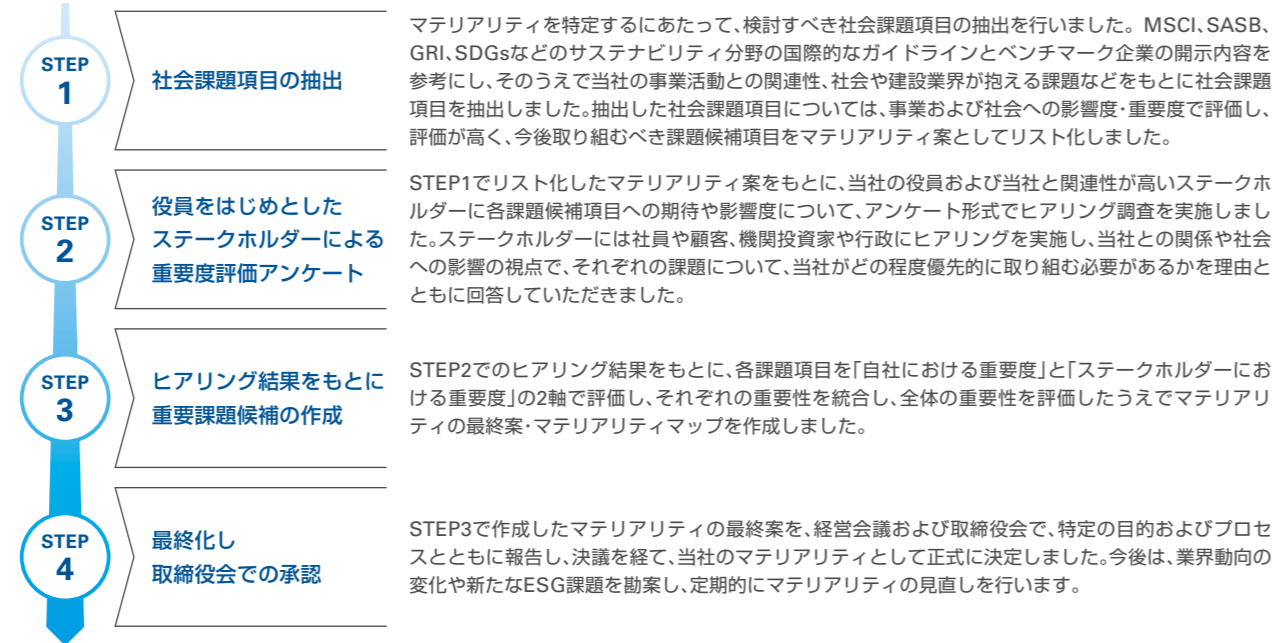 STEP
1
社会課題項目の抽出
マテリアリティを特定するにあたって、検討すべき社会課題項目の抽出を行いました。MSCI、SASB、
GRI、SDGsなどのサステナビリティ分野の国際的なガイドラインとベンチマーク企業の開示内容を
参考にし、そのうえで当社の事業活動との関連性、社会や建設業界が抱える課題などをもとに社会課題
項目を抽出しました。抽出した社会課題項目については、事業および社会への影響度・重要度で評価し、
評価が高く、今後取り組むべき課題候補項目をマテリアリティ案としてリスト化しました。
STEP
2
役員をはじめとした
ステークホルダーによる
重要度評価アンケート
STEP1でリスト化したマテリアリティ案をもとに、当社の役員および当社と関連性が高いステークホ
ルダーに各課題候補項目への期待や影響度について、アンケート形式でヒアリング調査を実施しまし
た。ステークホルダーには社員や顧客、機関投資家や行政にヒアリングを実施し、当社との関係や社会
への影響の視点で、それぞれの課題について、当社がどの程度優先的に取り組む必要があるかを理由と
ともに回答していただきました。
STEP
3
ヒアリング結果をもとに
重要課題候補の作成
STEP2でのヒアリング結果をもとに、各課題項目を「自社における重要度」と「ステークホルダーにお
ける重要度」の2軸で評価し、それぞれの重要性を統合し、全体の重要性を評価したうえでマテリアリ
ティの最終案・マテリアリティマップを作成しました。
STEP
4
最終化し
取締役会での承認
STEP3で作成したマテリアリティの最終案を、経営会議および取締役会で、特定の目的およびプロセ
スとともに報告し、決議を経て、当社のマテリアリティとして正式に決定しました。今後は、業界動向の
変化や新たなESG課題を勘案し、定期的にマテリアリティの見直しを行います。